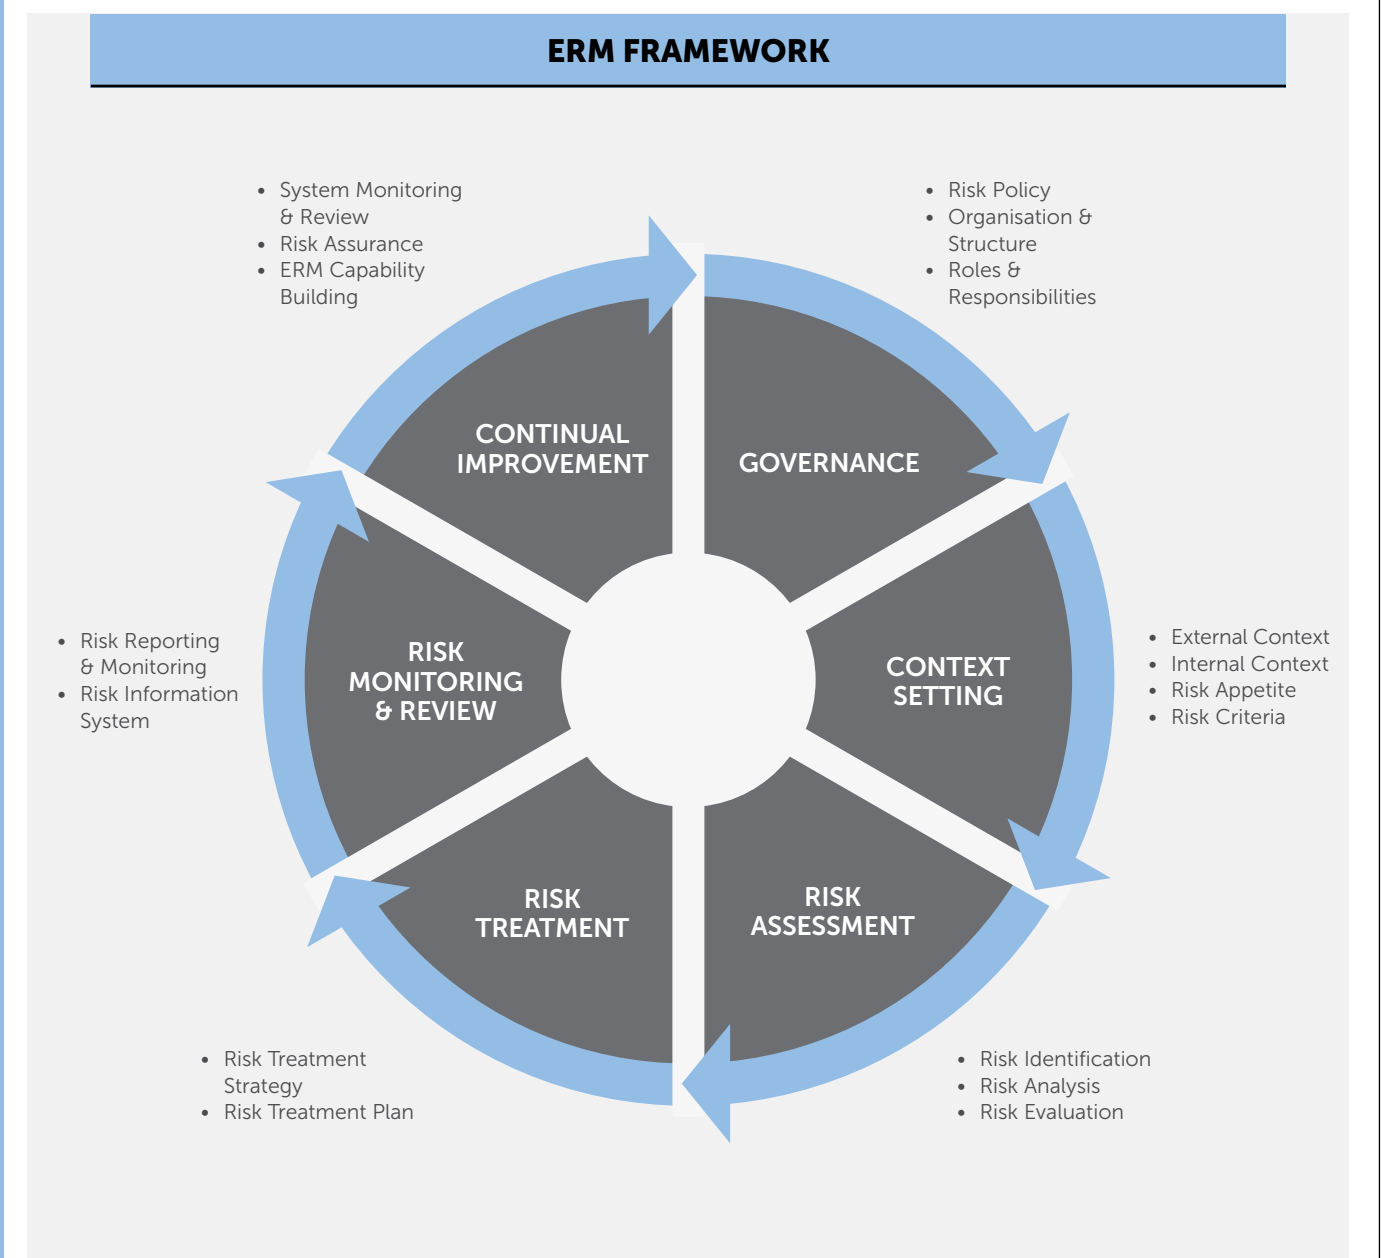 ERM FRAMEWORK
• System Monitoring
& Review
• Risk Assurance
• ERM Capability
Building
• Risk Policy
• Organisation &
Structure
• Roles &
Responsibilities
CONTINUAL
IMPROVEMENT
GOVERNANCE
• Risk Reporting
& Monitoring
• Risk Information
System
RISK
MONITORING
& REVIEW
CONTEXT
SETTING
• External Context
• Internal Context
• Risk Appetite
• Risk Criteria
RISK
TREATMENT
RISK
ASSESSMENT
• Risk Treatment
Strategy
• Risk Treatment Plan
• Risk Identification
• Risk Analysis
• Risk Evaluation